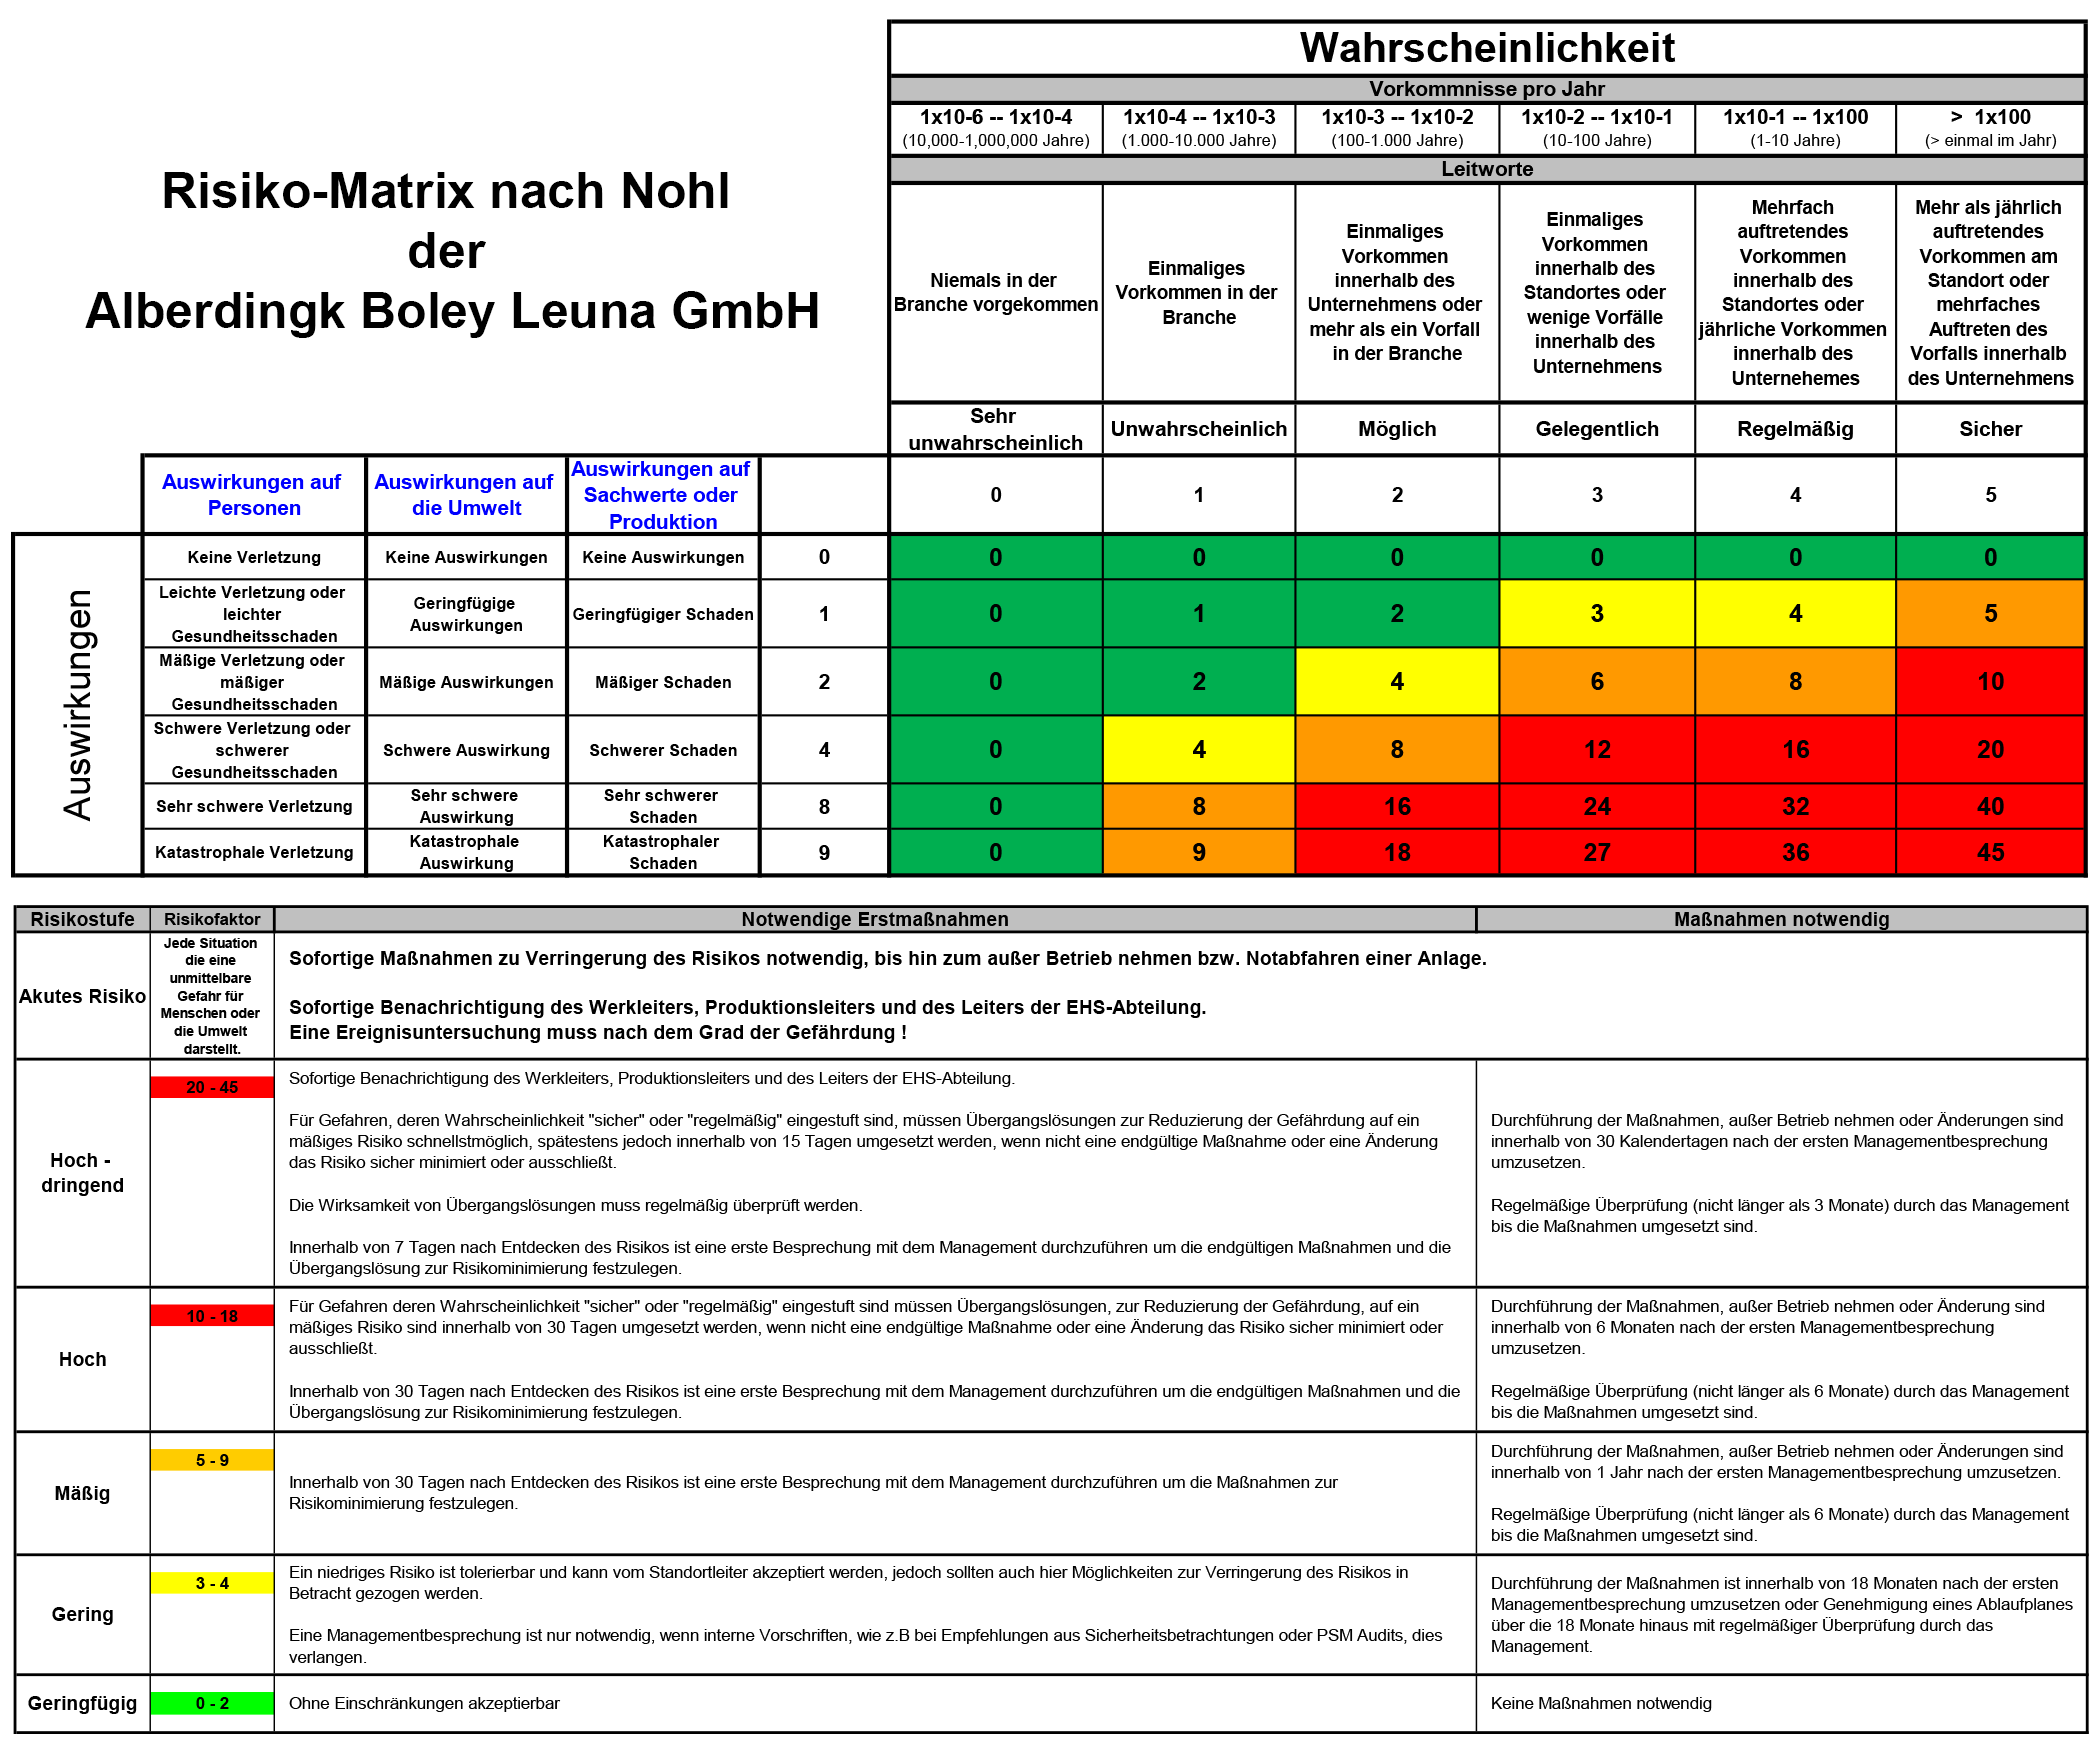 Wahrscheinlichkeit
Vorkommnisse pro Jahr
1x10-6 -- 1x10-4
(10,000-1,000,000 Jahre)
1x10-4 -- 1x10-3
(1.000-10.000 Jahre)
1x10-3 -- 1x10-2
(100-1.000 Jahre)
1x10-2 -- 1x10-1
(10-100 Jahre)
1x10-1 -- 1x100
(1-10 Jahre)
> 1x100
(> einmal im Jahr)
Leitworte
Risiko-Matrix nach Nohl
der
Alberdingk Boley Leuna GmbH
Niemals in der
Branche vorgekommen
Einmaliges
Vorkommen in der
Branche
Einmaliges
Vorkommen
innerhalb des
Unternehmens oder
mehr als ein Vorfall
in der Branche
Einmaliges
Vorkommen
innerhalb des
Standortes oder
wenige Vorfälle
innerhalb des
Unternehmens
Mehrfach
auftretendes
Vorkommen
innerhalb des
Standortes oder
jährliche Vorkommen
innerhalb des
Unternehemes
Mehr als jährlich
auftretendes
Vorkommen am
Standort oder
mehrfaches
Auftreten des
Vorfalls innerhalb
des Unternehmens
Sehr
unwahrscheinlich
Unwahrscheinlich
Möglich
Gelegentlich
Regelmäßig
Sicher
Auswirkungen auf
Personen
Auswirkungen auf
die Umwelt
Auswirkungen auf
Sachwerte oder
Produktion
0
1
2
3
4
5
Auswirkungen
Keine Verletzung
Keine Auswirkungen
Keine Auswirkungen
0
0
0
0
0
0
0
Leichte Verletzung oder
leichter
Gesundheitsschaden
Geringfügige
Auswirkungen
Geringfügiger Schaden
1
0
1
2
3
4
5
Mäßige Verletzung oder
mäßiger
Gesundheitsschaden
Mäßige Auswirkungen
Mäßiger Schaden
2
0
2
4
6
8
10
Schwere Verletzung oder
schwerer
Gesundheitsschaden
Schwere Auswirkung
Schwerer Schaden
4
0
4
8
12
16
20
Sehr schwere Verletzung
Sehr schwere
Auswirkung
Sehr schwerer
Schaden
8
0
8
16
24
32
40
Katastrophale Verletzung
Katastrophale
Auswirkung
Katastrophaler
Schaden
9
0
9
18
27
36
45
Risikostufe
Risikofaktor
Notwendige Erstmaßnahmen
Maßnahmen notwendig
Akutes Risiko
Jede Situation
die eine
unmittelbare
Gefahr für
Menschen oder
die Umwelt
darstellt.
Sofortige Maßnahmen zu Verringerung des Risikos notwendig, bis hin zum außer Betrieb nehmen bzw. Notabfahren einer Anlage.
Sofortige Benachrichtigung des Werkleiters, Produktionsleiters und des Leiters der EHS-Abteilung.
Eine Ereignisuntersuchung muss nach dem Grad der Gefährdung !
Hoch -
dringend
20 - 45
Sofortige Benachrichtigung des Werkleiters, Produktionsleiters und des Leiters der EHS-Abteilung.
Für Gefahren, deren Wahrscheinlichkeit "sicher" oder "regelmäßig" eingestuft sind, müssen Übergangslösungen zur Reduzierung der Gefährdung auf ein
mäßiges Risiko schnellstmöglich, spätestens jedoch innerhalb von 15 Tagen umgesetzt werden, wenn nicht eine endgültige Maßnahme oder eine Änderung
das Risiko sicher minimiert oder ausschließt.
Die Wirksamkeit von Übergangslösungen muss regelmäßig überprüft werden.
Innerhalb von 7 Tagen nach Entdecken des Risikos ist eine erste Besprechung mit dem Management durchzuführen um die endgültigen Maßnahmen und die
Übergangslösung zur Risikominimierung festzulegen.
Durchführung der Maßnahmen, außer Betrieb nehmen oder Änderungen sind
innerhalb von 30 Kalendertagen nach der ersten Managementbesprechung
umzusetzen.
Regelmäßige Überprüfung (nicht länger als 3 Monate) durch das Management
bis die Maßnahmen umgesetzt sind.
Hoch
10 - 18
Für Gefahren deren Wahrscheinlichkeit "sicher" oder "regelmäßig" eingestuft sind müssen Übergangslösungen, zur Reduzierung der Gefährdung, auf ein
mäßiges Risiko sind innerhalb von 30 Tagen umgesetzt werden, wenn nicht eine endgültige Maßnahme oder eine Änderung das Risiko sicher minimiert oder
ausschließt.
Innerhalb von 30 Tagen nach Entdecken des Risikos ist eine erste Besprechung mit dem Management durchzuführen um die endgültigen Maßnahmen und die
Übergangslösung zur Risikominimierung festzulegen.
Durchführung der Maßnahmen, außer Betrieb nehmen oder Änderung sind
innerhalb von 6 Monaten nach der ersten Managementbesprechung
umzusetzen.
Regelmäßige Überprüfung (nicht länger als 6 Monate) durch das Management
bis die Maßnahmen umgesetzt sind.
Mäßig
5 - 9
Innerhalb von 30 Tagen nach Entdecken des Risikos ist eine erste Besprechung mit dem Management durchzuführen um die Maßnahmen zur
Risikominimierung festzulegen.
Durchführung der Maßnahmen, außer Betrieb nehmen oder Änderungen sind
innerhalb von 1 Jahr nach der ersten Managementbesprechung umzusetzen.
Regelmäßige Überprüfung (nicht länger als 6 Monate) durch das Management
bis die Maßnahmen umgesetzt sind.
Gering
3 - 4
Ein niedriges Risiko ist tolerierbar und kann vom Standortleiter akzeptiert werden, jedoch sollten auch hier Möglichkeiten zur Verringerung des Risikos in
Betracht gezogen werden.
Eine Managementbesprechung ist nur notwendig, wenn interne Vorschriften, wie z.B bei Empfehlungen aus Sicherheitsbetrachtungen oder PSM Audits, dies
verlangen.
Durchführung der Maßnahmen ist innerhalb von 18 Monaten nach der ersten
Managementbesprechung umzusetzen oder Genehmigung eines Ablaufplanes
über die 18 Monate hinaus mit regelmäßiger Überprüfung durch das
Management.
Geringfügig
0 - 2
Ohne Einschränkungen akzeptierbar
Keine Maßnahmen notwendig